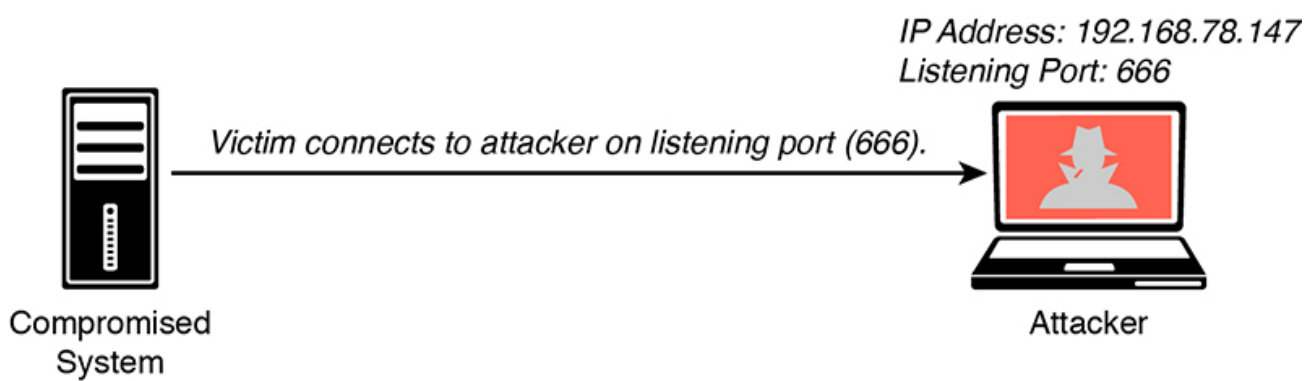 IP Address: 192.168.78.147
Listening Port: 666
Victim connects to attacker on listening port (666).
Compromised
System
Attacker